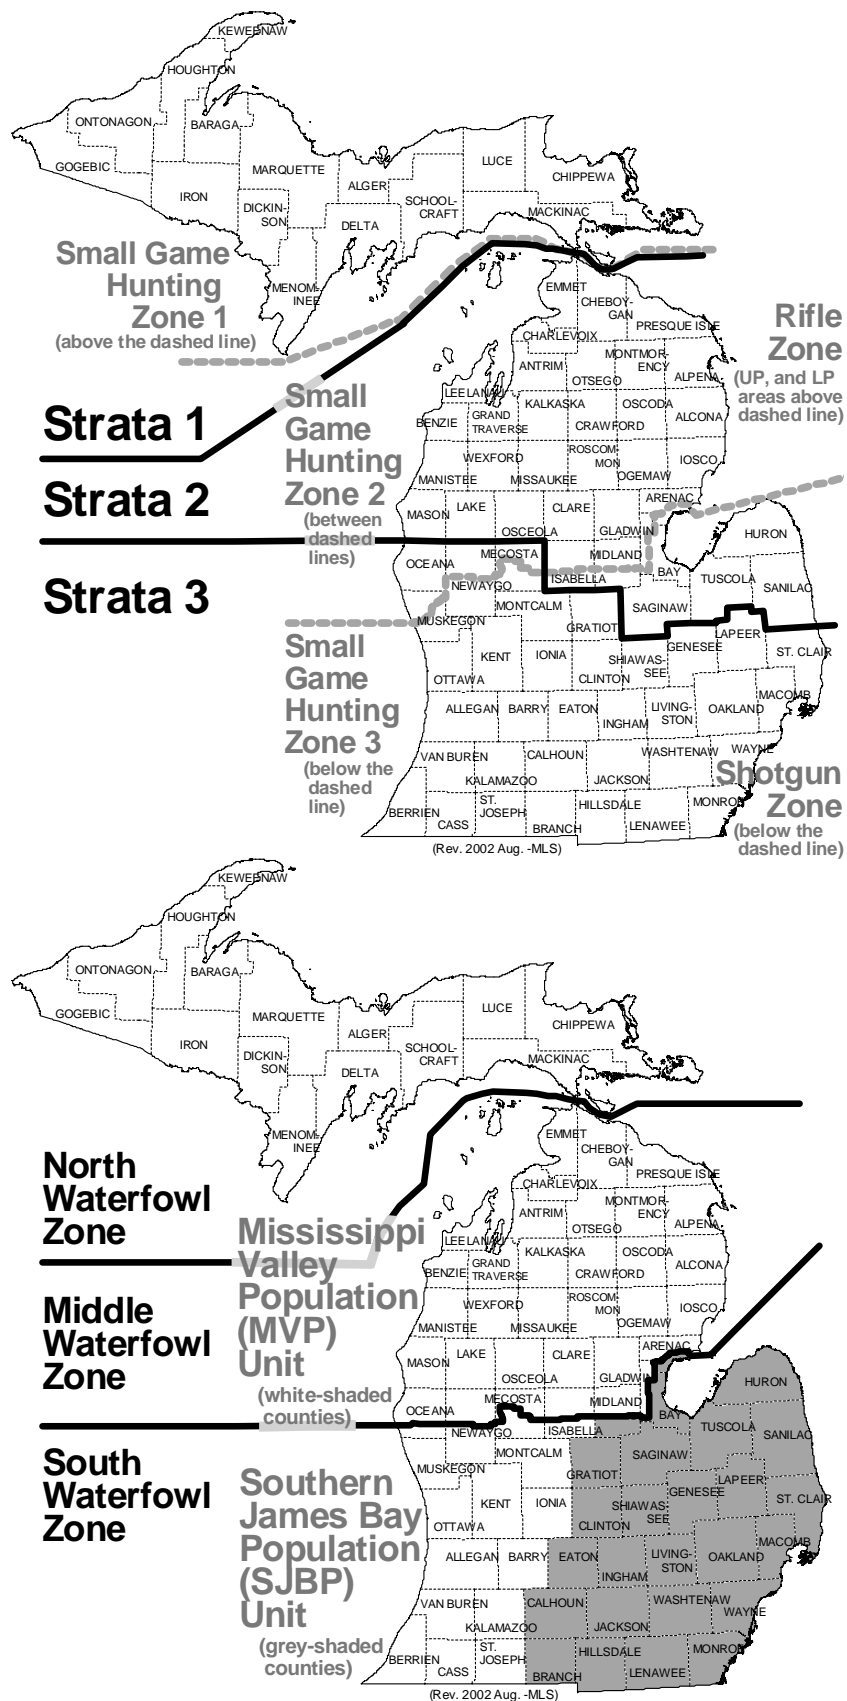 KEWEENAW
HOUGHTON
ONTONAGON
BARAGA
GOGEBIC
MARQUETTE
LUCE
CHIPPEWA
ALGER
IRON
SCHOOL-
CRAFT
DICKIN-
SON
MACKINAC
DELTA
MENOM-
INEE
Small Game
Hunting
Zone 1
(above the dashed line)
EMMET
CHEBOY-
GAN
PRESQUE ISLE
CHARLEVOIX
Rifle
Zone
(UP, and LP
areas above
dashed line)
MONTMOR-
ENCY
ANTRIM
OTSEGO
ALPENA
LEELANAU
KALKASKA
OSCODA
BENZIE
GRAND
TRAVERSE
CRAWFORD
ALCONA
Strata 1
Small
Game
Hunting
Zone 2
(between
dashed
lines)
WEXFORD
ROSCOM
MON
IOSCO
MANISTEE
MISSAUKEE
OGEMAW
Strata 2
ARENAC
MASON
LAKE
CLARE
OSCEOLA
GLADWIN
HURON
OCEANA
MECOSTA
MIDLAND
NEWAYGO
ISABELLA
BAY
TUSCOLA
SANILAC
Strata 3
MONTCALM
SAGINAW
MUSKEGON
GRATIOT
LAPEER
GENESEE
Small
Game
Hunting
Zone 3
(below the
dashed
line)
KENT
IONIA
SHIAWAS-
SEE
ST. CLAIR
OTTAWA
CLINTON
MACOMB
ALLEGAN
BARRY
EATON
INGHAM
LIVING-
STON
OAKLAND
VAN BUREN
CALHOUN
WASHTENAW
WAYNE
KALAMAZOO
JACKSON
Shotgun
Zone
(below the
dashed line)
BERRIEN
CASS
ST.
JOSEPH
HILLSDALE
MONROE
BRANCH
LENAWEE
(Rev. 2002 Aug. -MLS)
KEWEENAW
HOUGHTON
ONTONAGON
BARAGA
GOGEBIC
MARQUETTE
LUCE
CHIPPEWA
ALGER
IRON
SCHOOL-
CRAFT
DICKIN-
SON
MACKINAC
DELTA
MENOM-
INEE
EMMET
CHEBOY-
GAN
North
Waterfowl
Zone
PRESQUE ISLE
CHARLEVOIX
MONTMOR-
ENCY
ANTRIM
OTSEGO
ALPENA
Mississippi
Valley
Population
(MVP)
Unit
(white-shaded
counties)
LEELANAU
KALKASKA
OSCODA
BENZIE
GRAND
TRAVERSE
CRAWFORD
ALCONA
Middle
Waterfowl
Zone
WEXFORD
ROSCOM
MON
IOSCO
MANISTEE
MISSAUKEE
OGEMAW
ARENAC
MASON
LAKE
CLARE
OSCEOLA
GLADWIN
HURON
OCEANA
MECOSTA
MIDLAND
NEWAYGO
ISABELLA
BAY
TUSCOLA
SANILAC
South
Waterfowl
Zone
MONTCALM
SAGINAW
MUSKEGON
GRATIOT
LAPEER
GENESEE
Southern
James Bay
Population
(SJBP)
Unit
(grey-shaded
counties)
KENT
IONIA
SHIAWAS-
SEE
ST. CLAIR
OTTAWA
CLINTON
MACOMB
ALLEGAN
BARRY
EATON
INGHAM
LIVING-
STON
OAKLAND
VAN BUREN
CALHOUN
WASHTENAW
WAYNE
KALAMAZOO
JACKSON
BERRIEN
CASS
ST.
JOSEPH
HILLSDALE
MONROE
BRANCH
LENAWEE
(Rev. 2002 Aug. -MLS)